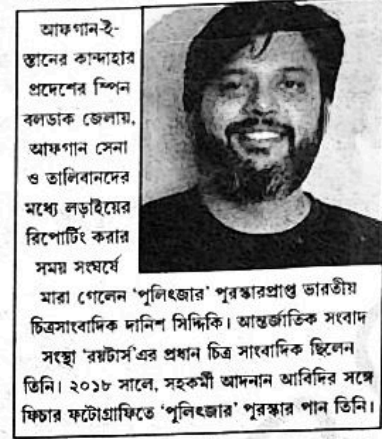 আফগান-ই-
স্তানের কান্দাহার
প্রদেশের স্পিন
বলডাক জেলায়,
আফগান সেনা
ও তালিবানদের
মধ্যে লড়াইয়ের
রিপোর্টিং করার
সময় সংঘর্ষে
মারা গেলেন 'পুলিৎজার' পুরস্কারপ্রাপ্ত ভারতীয়
চিত্রসাংবাদিক দানিশ সিদ্দিকি। আন্তর্জাতিক সংবাদ
সংস্থা 'রয়টার্স'এর প্রধান চিত্র সাংবাদিক ছিলেন
তিনি। ২০১৮ সালে, সহকর্মী আদনান আবিদির সঙ্গে
ফিচার ফটোগ্রাফিতে 'পুলিৎজার' পুরস্কার পান তিনি।